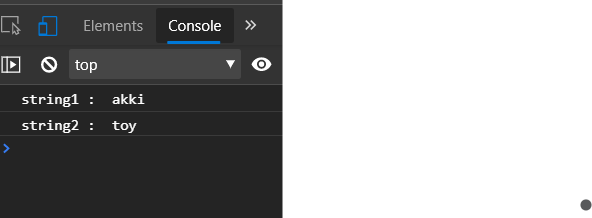 Elements Console »
top
string1 :  akki
string2 :  toy
>